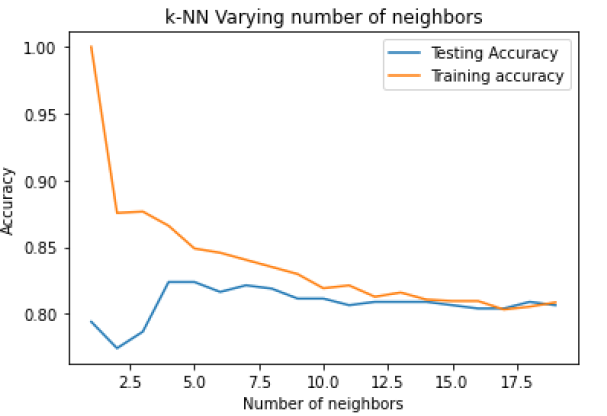 k-NN Varying number of neighbors
Testing Accuracy
Training accuracy
1.00
0.95
0.90
0.85
0.80
Accuracy
2.5 5.0 7.5 10.0 12.5 15.0 17.5
Number of neighbors